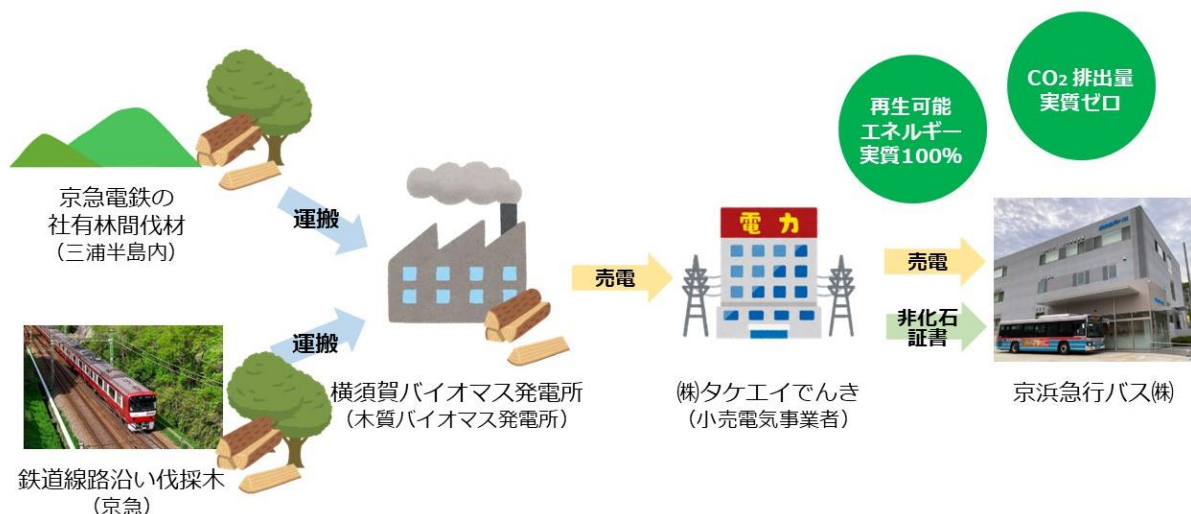 再生可能
エネルギー
実質100%
CO₂ 排出量
実質ゼロ
京急電鉄の
社有林間伐材
（三浦半島内）
運搬
鉄道線路沿い伐採木
（京急）
運搬
横須賀バイオマス発電所
（木質バイオマス発電所）
売電
電力
㈱タケエイでんき
（小売電気事業者）
売電
非化石
証書
京浜急行バス㈱